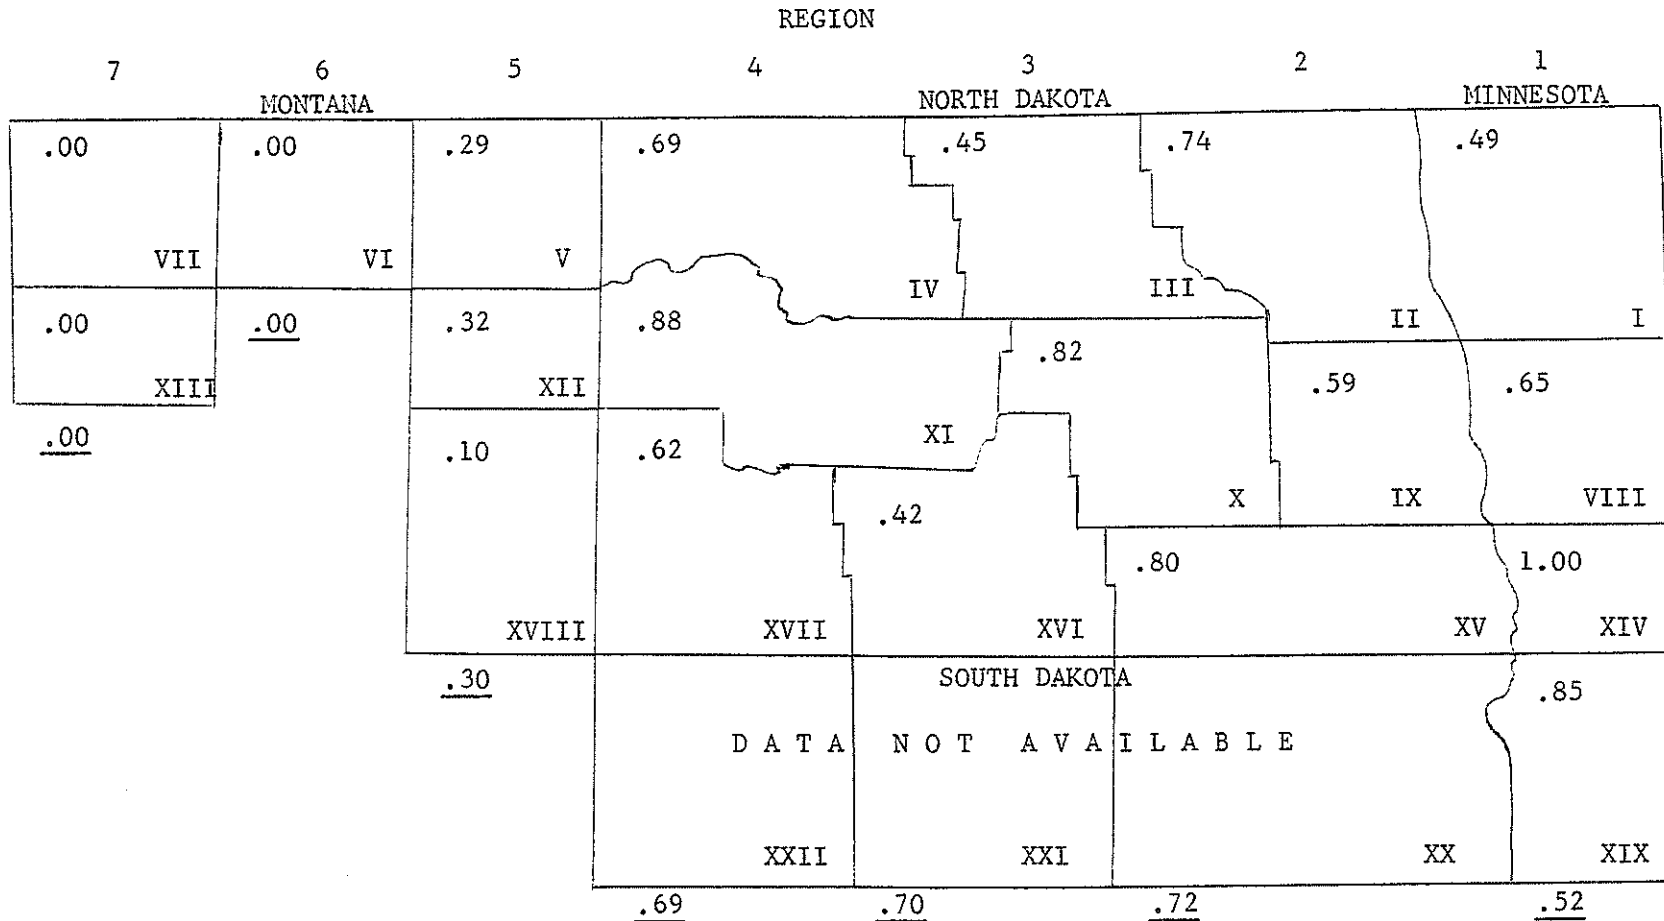 REGION
7 6 5 4 3 2 1
MONTANA NORTH DAKOTA MINNESOTA
.00 .00 .29 .69 .45 .74 .49
VII VI V IV III II I
.00 .00 .32 .88 .82 .59 .65
XIII XII XI X IX VIII
.00 .10 .62 .42 .80 1.00
XVIII XVII XVI XV XIV
.30 SOUTH DAKOTA .85
DATA NOT AVAILABLE
XXII XXI XX XIX
.69 .70 .72 .52